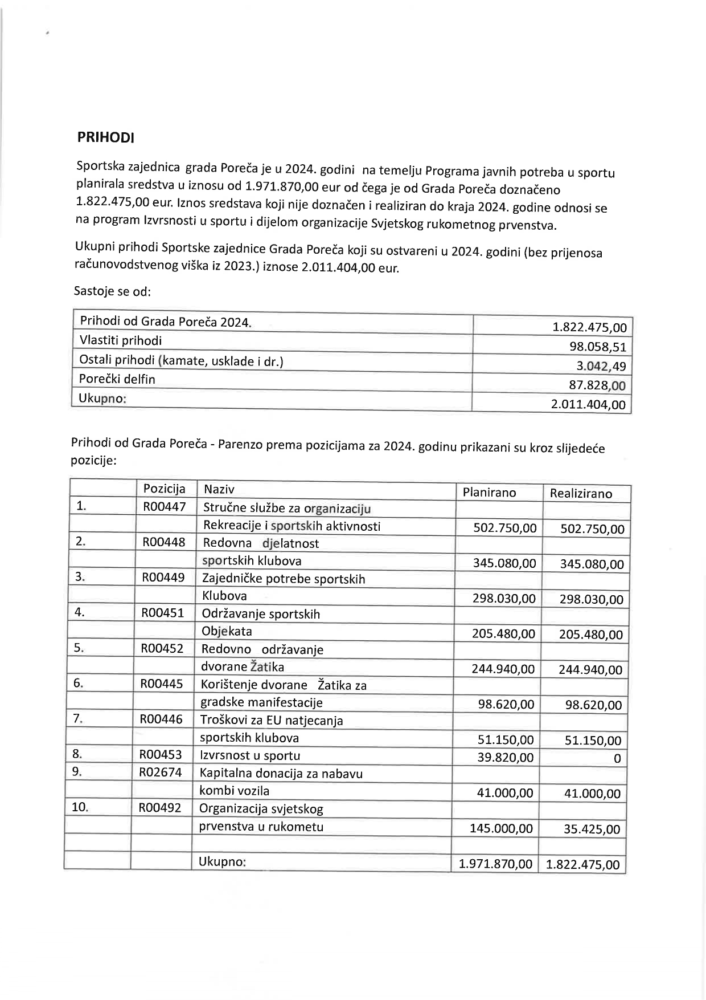 PRIHODI
Sportska zajednica grada Poreča je u 2024. godini na temelju Programa javnih potreba u sportu
planirala sredstva u iznosu od 1.971.870,00 eur od čega je od Grada Poreča doznačeno
1.822.475,00 eur. Iznos sredstava koji nije doznačen i realiziran do kraja 2024. godine odnosi se
na program Izvrsnosti u sportu i dijelom organizacije Svjetskog rukometnog prvenstva.
Ukupni prihodi Sportske zajednice Grada Poreča koji su ostvareni u 2024. godini (bez prijenosa
računovodstvenog viška iz 2023.) iznose 2.011.404,00 eur.
Sastoje se od:
Prihodi od Grada Poreča 2024. 1.822.475,00
Vlastiti prihodi 98.058,51
Ostali prihodi (kamate, usklade i dr.) 3.042,49
Porečki delfin 87.828,00
Ukupno: 2.011.404,00
Prihodi od Grada Poreča - Parenzo prema pozicijama za 2024. godinu prikazani su kroz slijedeće
pozicije:
Pozicija Naziv Planirano Realizirano
1. R00447 Stručne službe za organizaciju
Rekreacije i sportskih aktivnosti 502.750,00 502.750,00
2. R00448 Redovna djelatnost
sportskih klubova 345.080,00 345.080,00
3. R00449 Zajedničke potrebe sportskih
Klubova 298.030,00 298.030,00
4. R00451 Održavanje sportskih
Objekata 205.480,00 205.480,00
5. R00452 Redovno održavanje
dvorane Žatika 244.940,00 244.940,00
6. R00445 Korištenje dvorane Žatika za
gradske manifestacije 98.620,00 98.620,00
7. R00446 Troškovi za EU natjecanja
sportskih klubova 51.150,00 51.150,00
8. R00453 Izvrsnost u sportu 39.820,00 0
9. R02674 Kapitalna donacija za nabavu
kombi vozila 41.000,00 41.000,00
10. R00492 Organizacija svjetskog
prvenstva u rukometu 145.000,00 35.425,00
Ukupno: 1.971.870,00 1.822.475,00